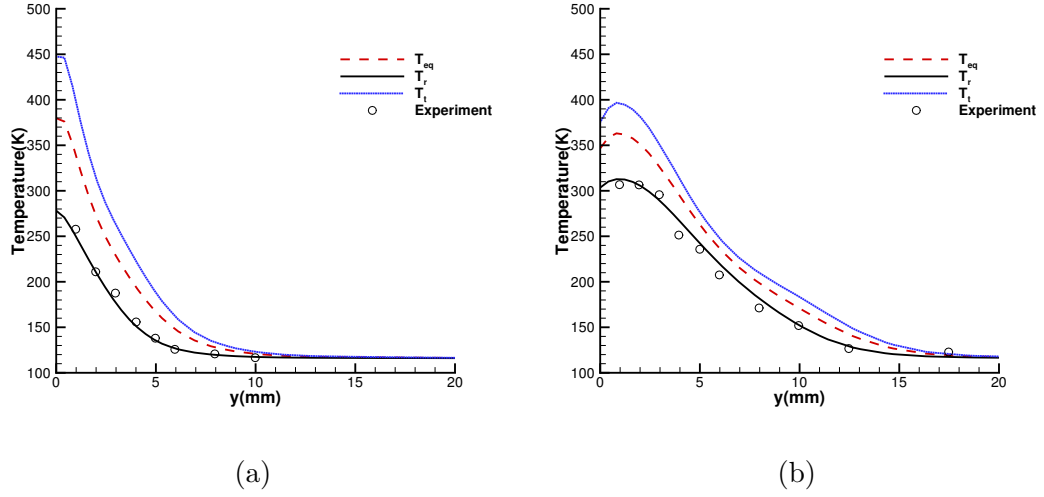 500
450
400
350
300
250
200
150
100
Temperature(K)
0 5 10 15 20
y(mm)
T_eq
T_r
T_t
Experiment
(a)
500
450
400
350
300
250
200
150
100
Temperature(K)
0 5 10 15 20
y(mm)
T_eq
T_r
T_t
Experiment
(b)